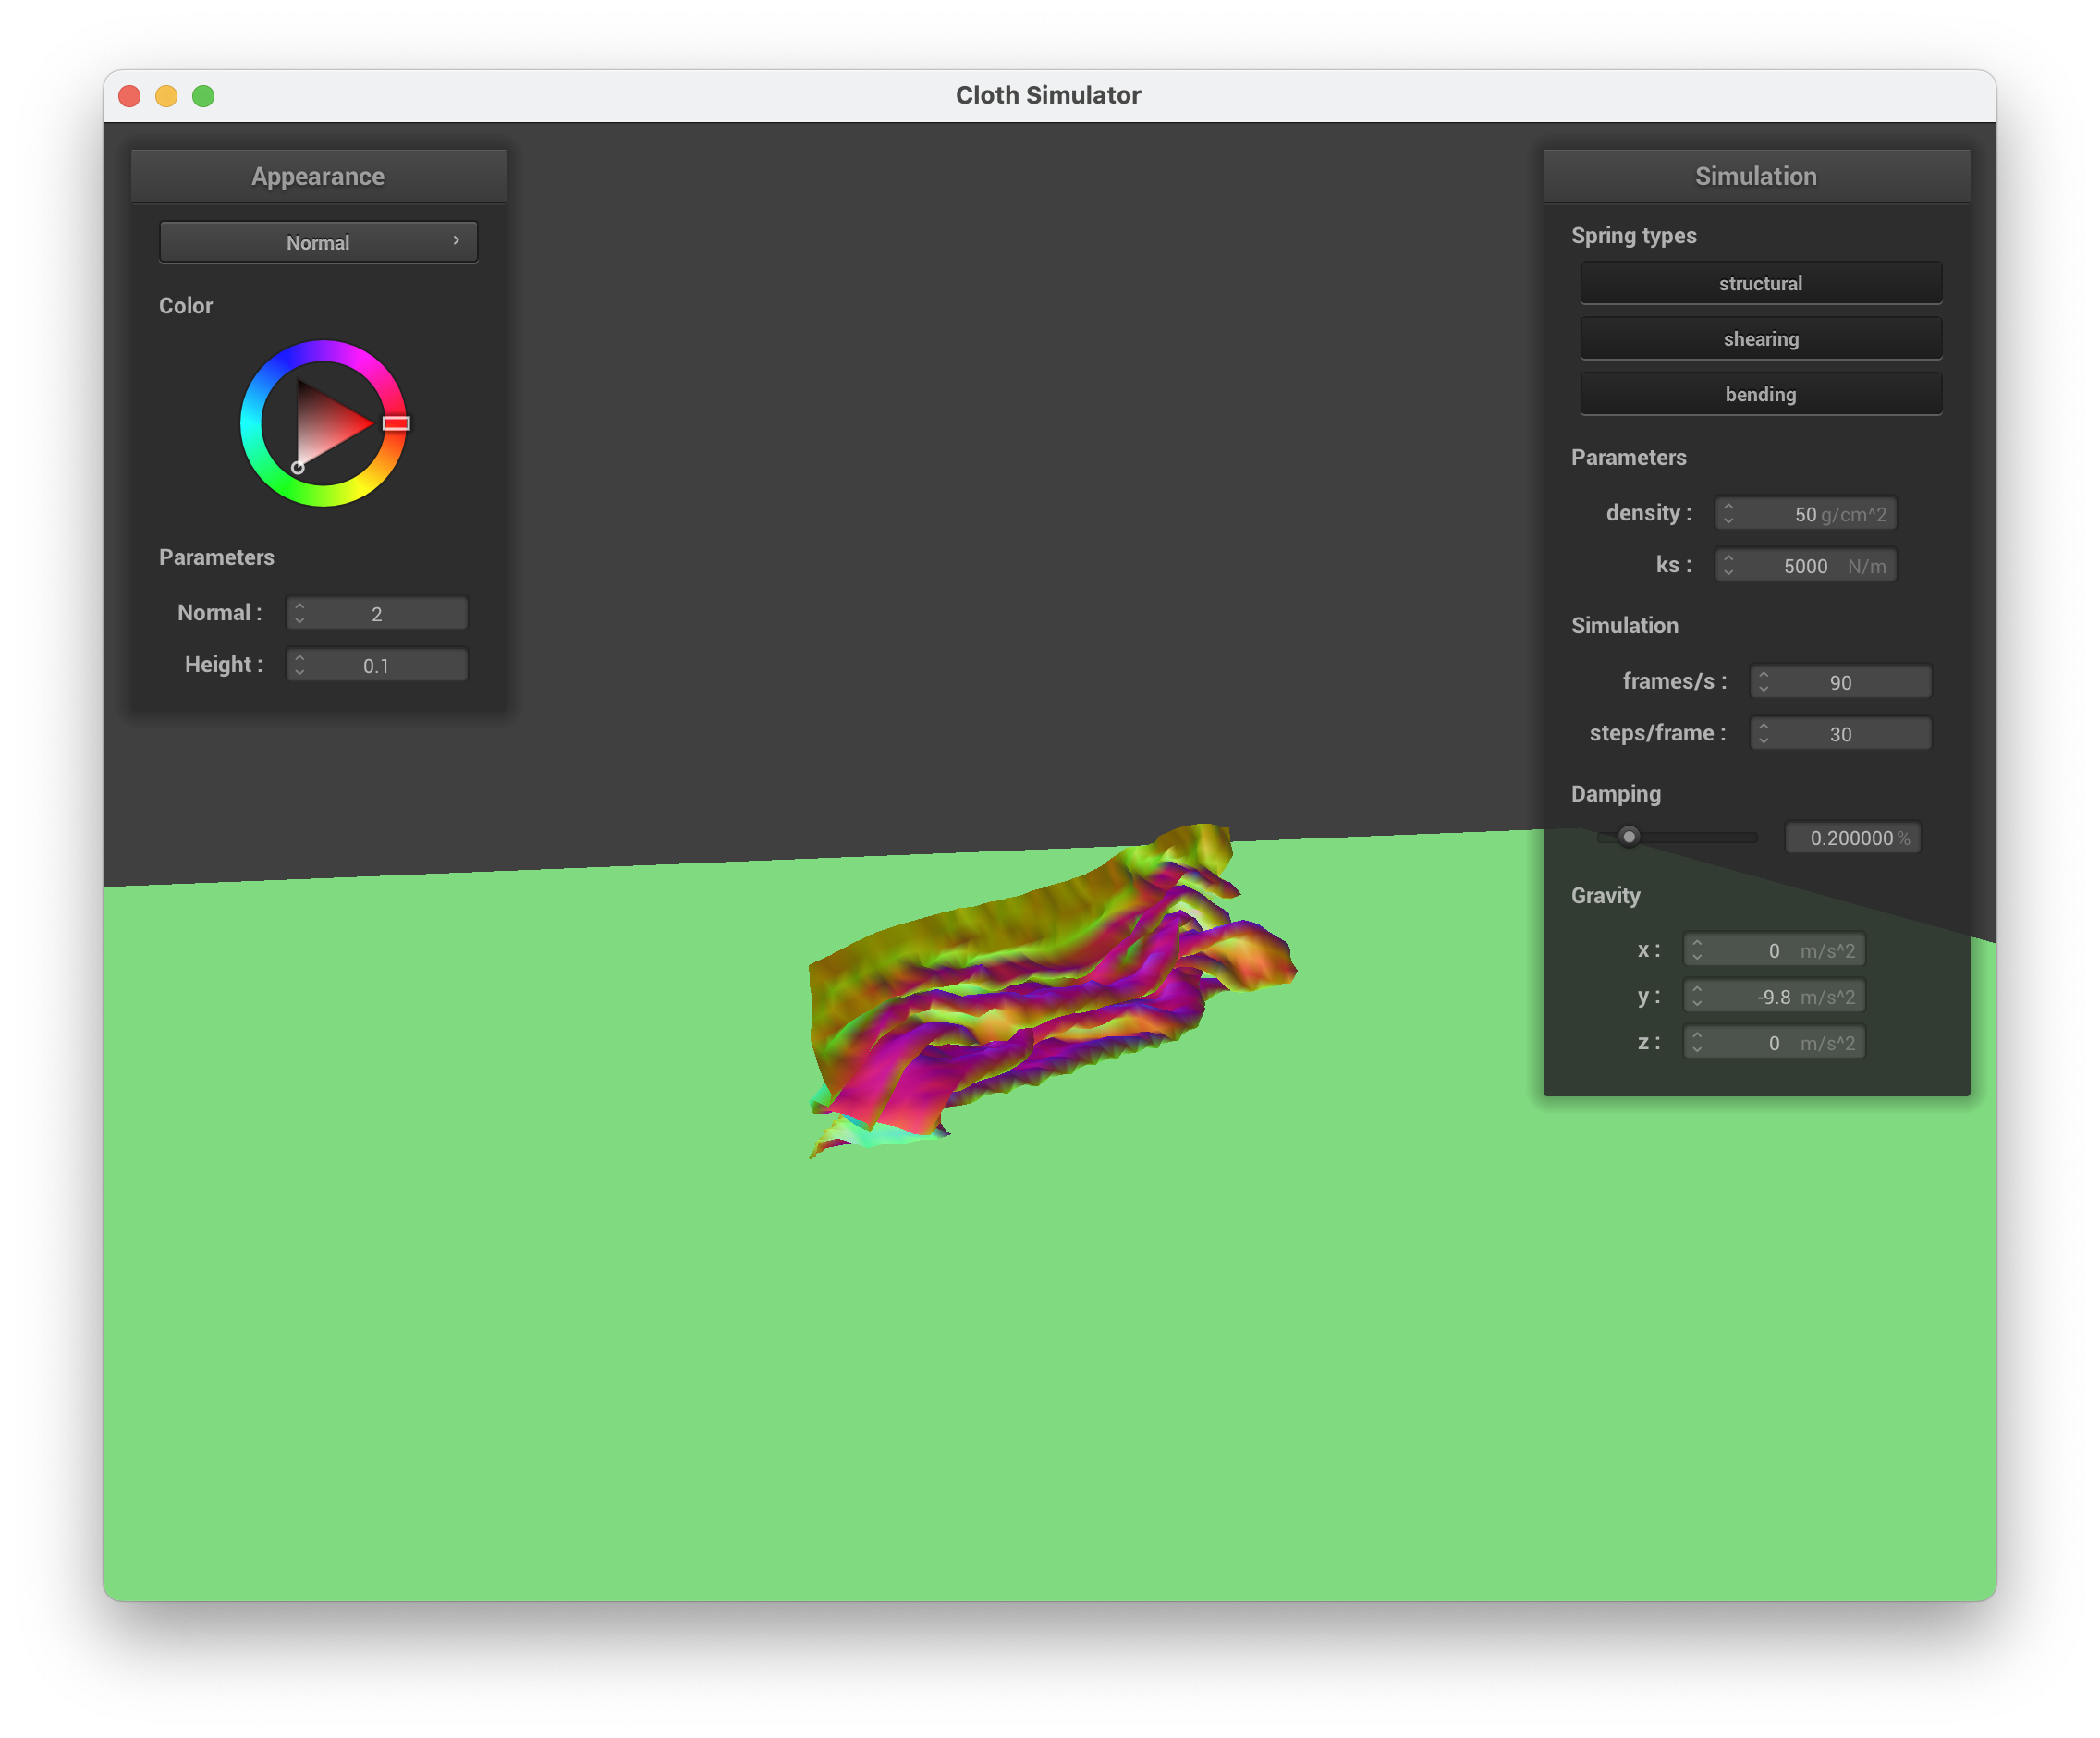 Cloth Simulator
Appearance
Normal
Color
Parameters
Normal : 2
Height : 0.1
Simulation
Spring types
structural
shearing
bending
Parameters
density : 50 g/cm^2
ks : 5000 N/m
Simulation
frames/s : 90
steps/frame : 30
Damping
0.200000 %
Gravity
x : 0 m/s^2
y : -9.8 m/s^2
z : 0 m/s^2